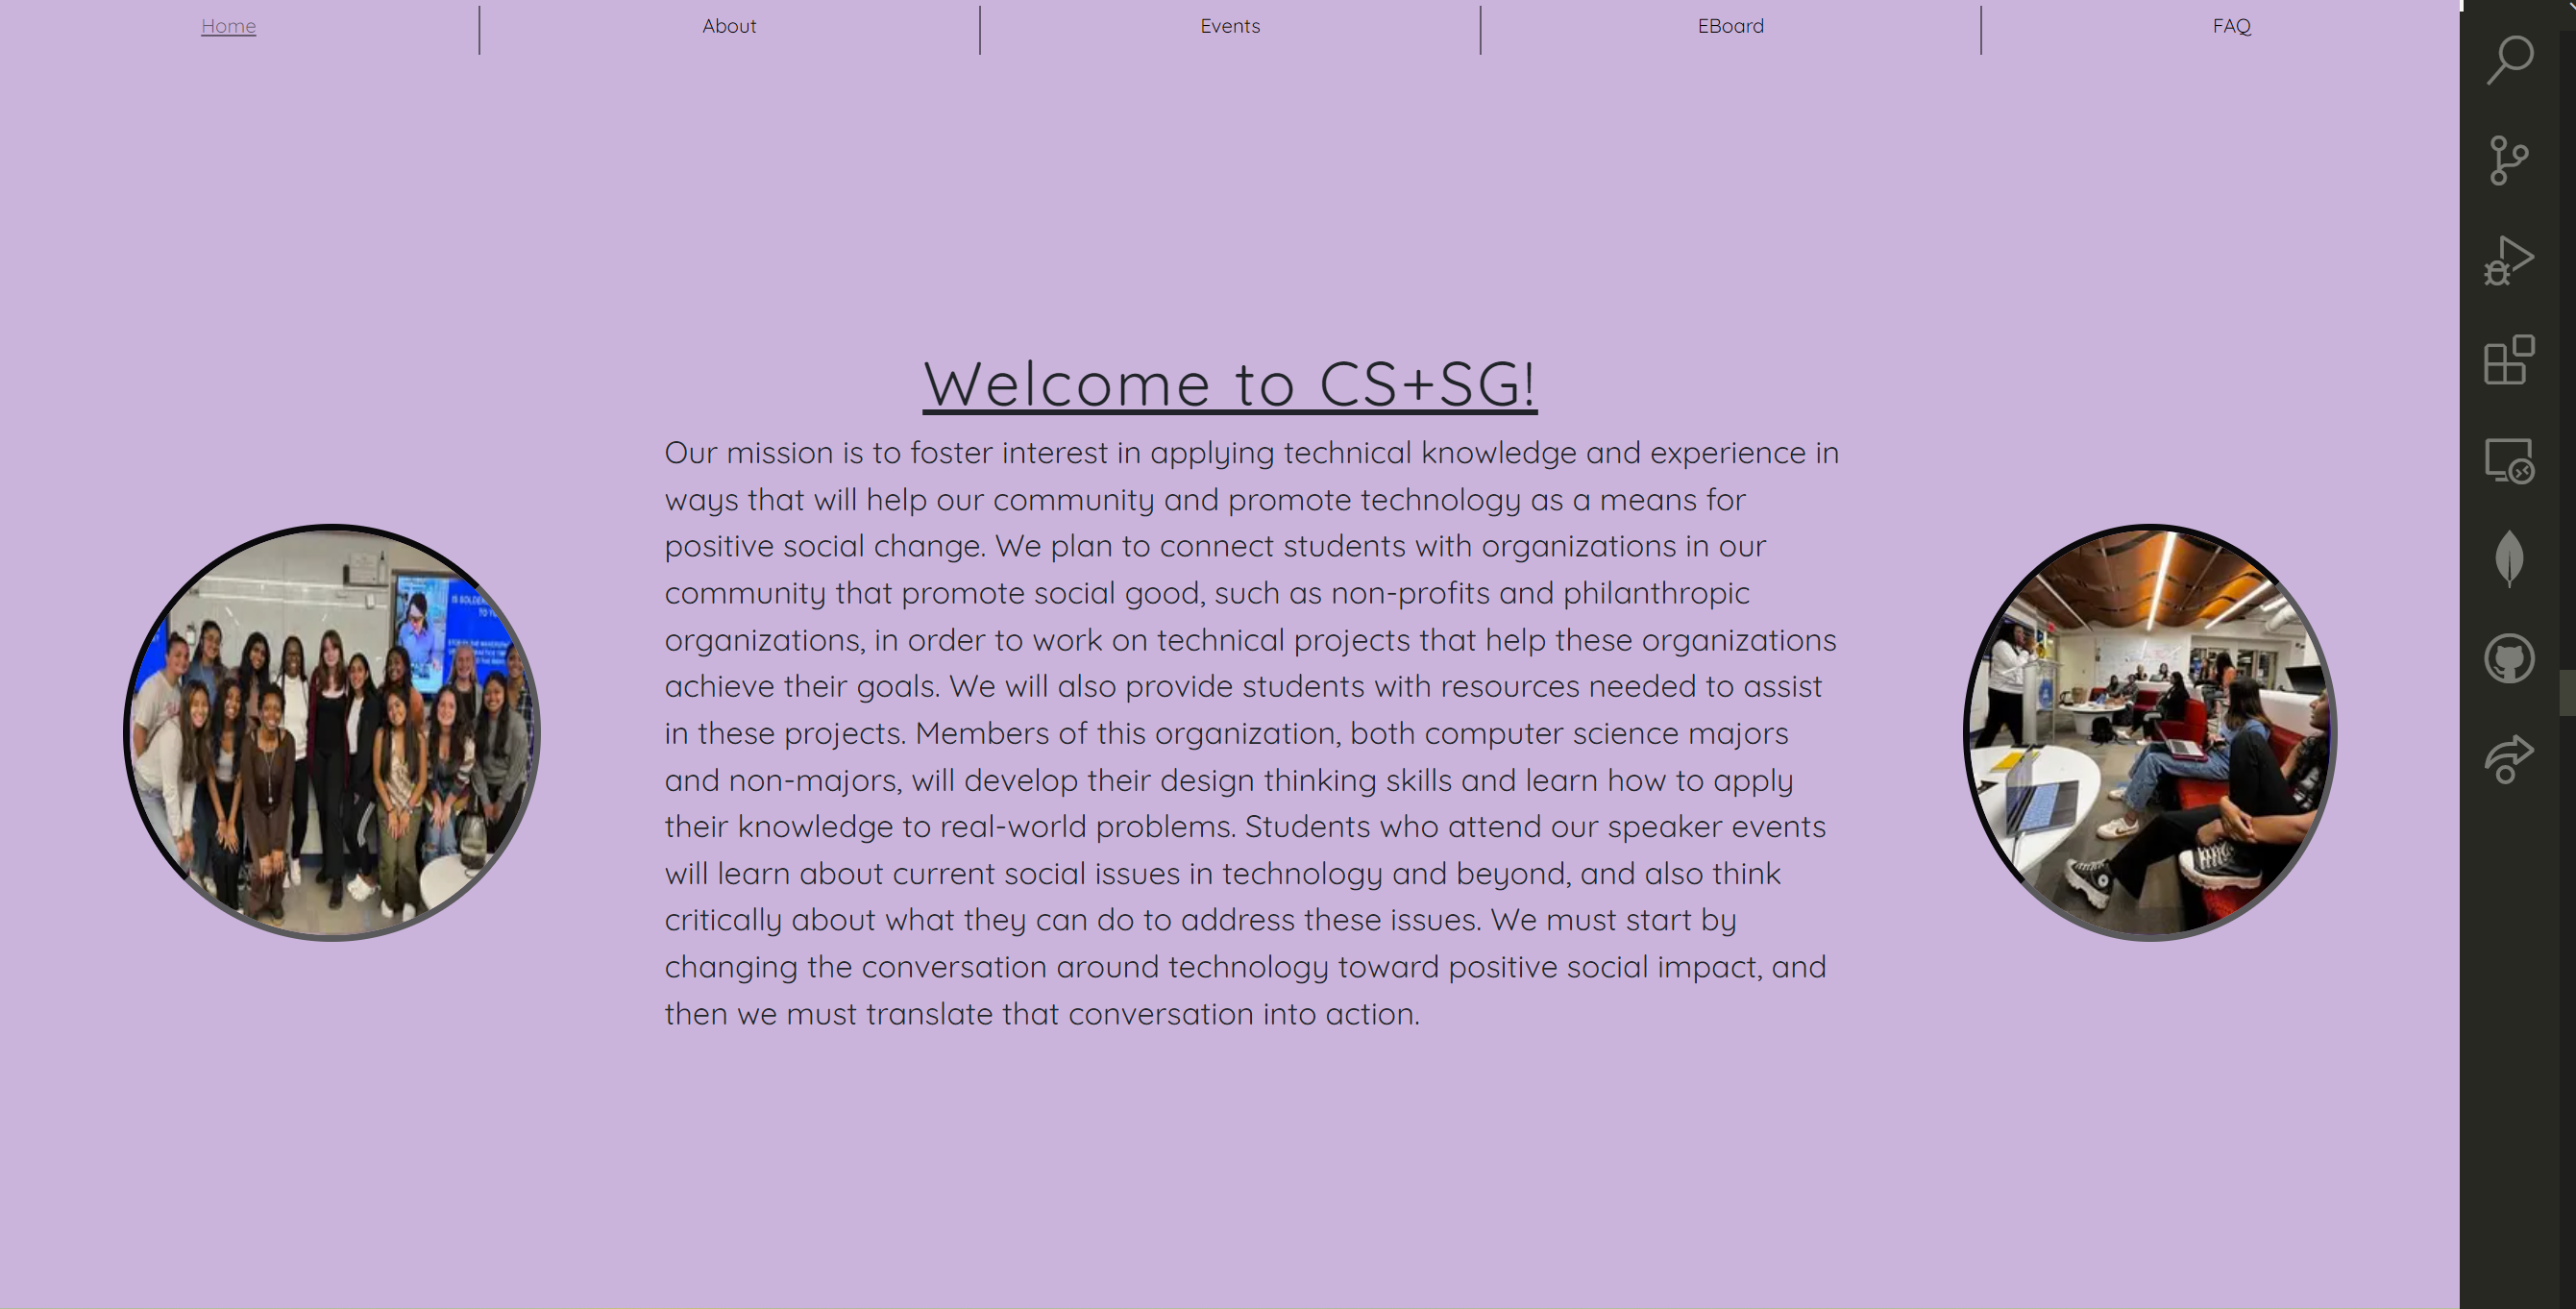 Home
About
Events
EBoard
FAQ
Welcome to CS+SG!
Our mission is to foster interest in applying technical knowledge and experience in
ways that will help our community and promote technology as a means for
positive social change. We plan to connect students with organizations in our
community that promote social good, such as non-profits and philanthropic
organizations, in order to work on technical projects that help these organizations
achieve their goals. We will also provide students with resources needed to assist
in these projects. Members of this organization, both computer science majors
and non-majors, will develop their design thinking skills and learn how to apply
their knowledge to real-world problems. Students who attend our speaker events
will learn about current social issues in technology and beyond, and also think
critically about what they can do to address these issues. We must start by
changing the conversation around technology toward positive social impact, and
then we must translate that conversation into action.